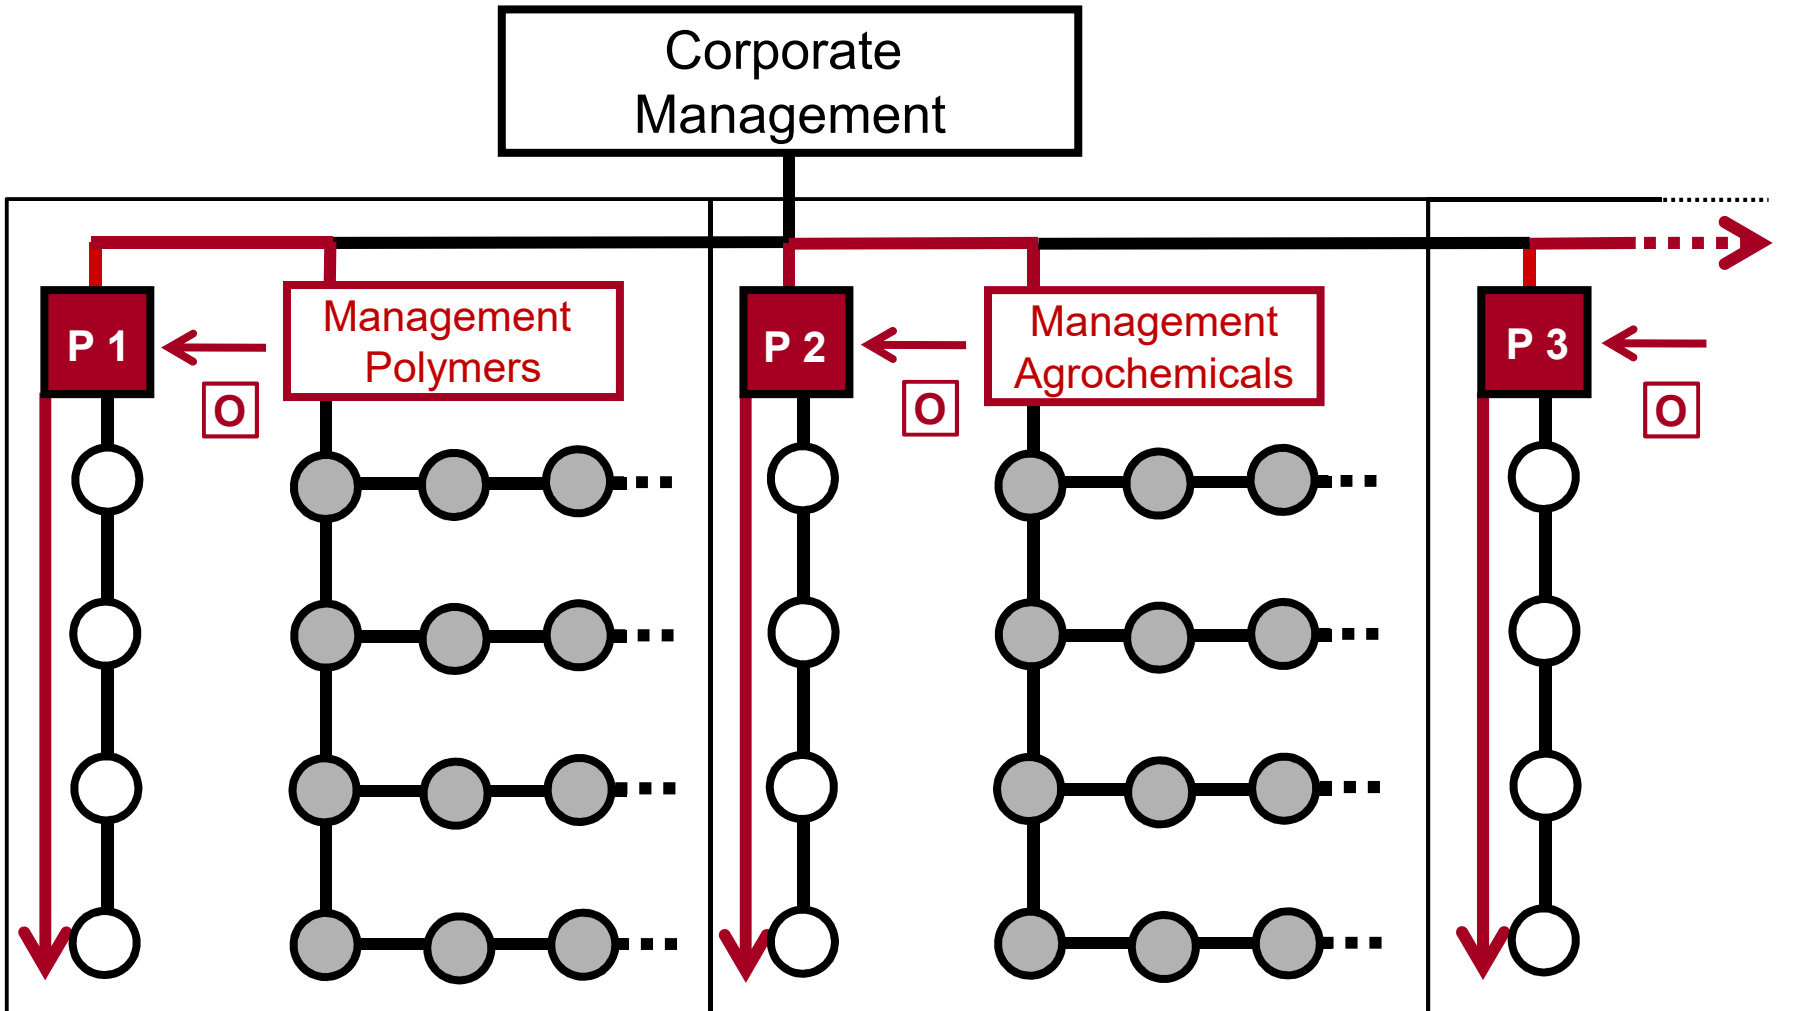 Corporate
Management
P 1
Management
Polymers
P 2
Management
Agrochemicals
P 3
O
O
O